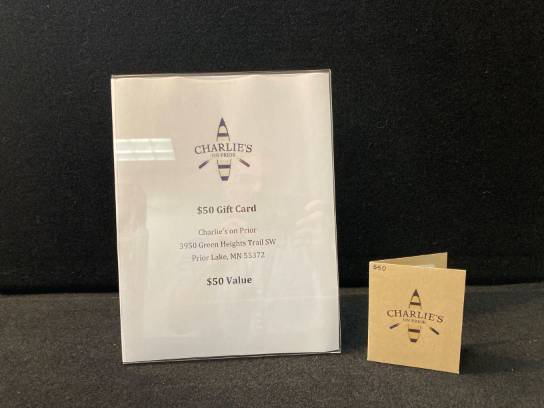 CHARLIE'S
ON PRIOR
$50 Gift Card
Charlie's on Prior
3950 Green Heights Trail SW
Prior Lake, MN 55372
$50 Value
$50
CHARLIE'S
ON PRIOR